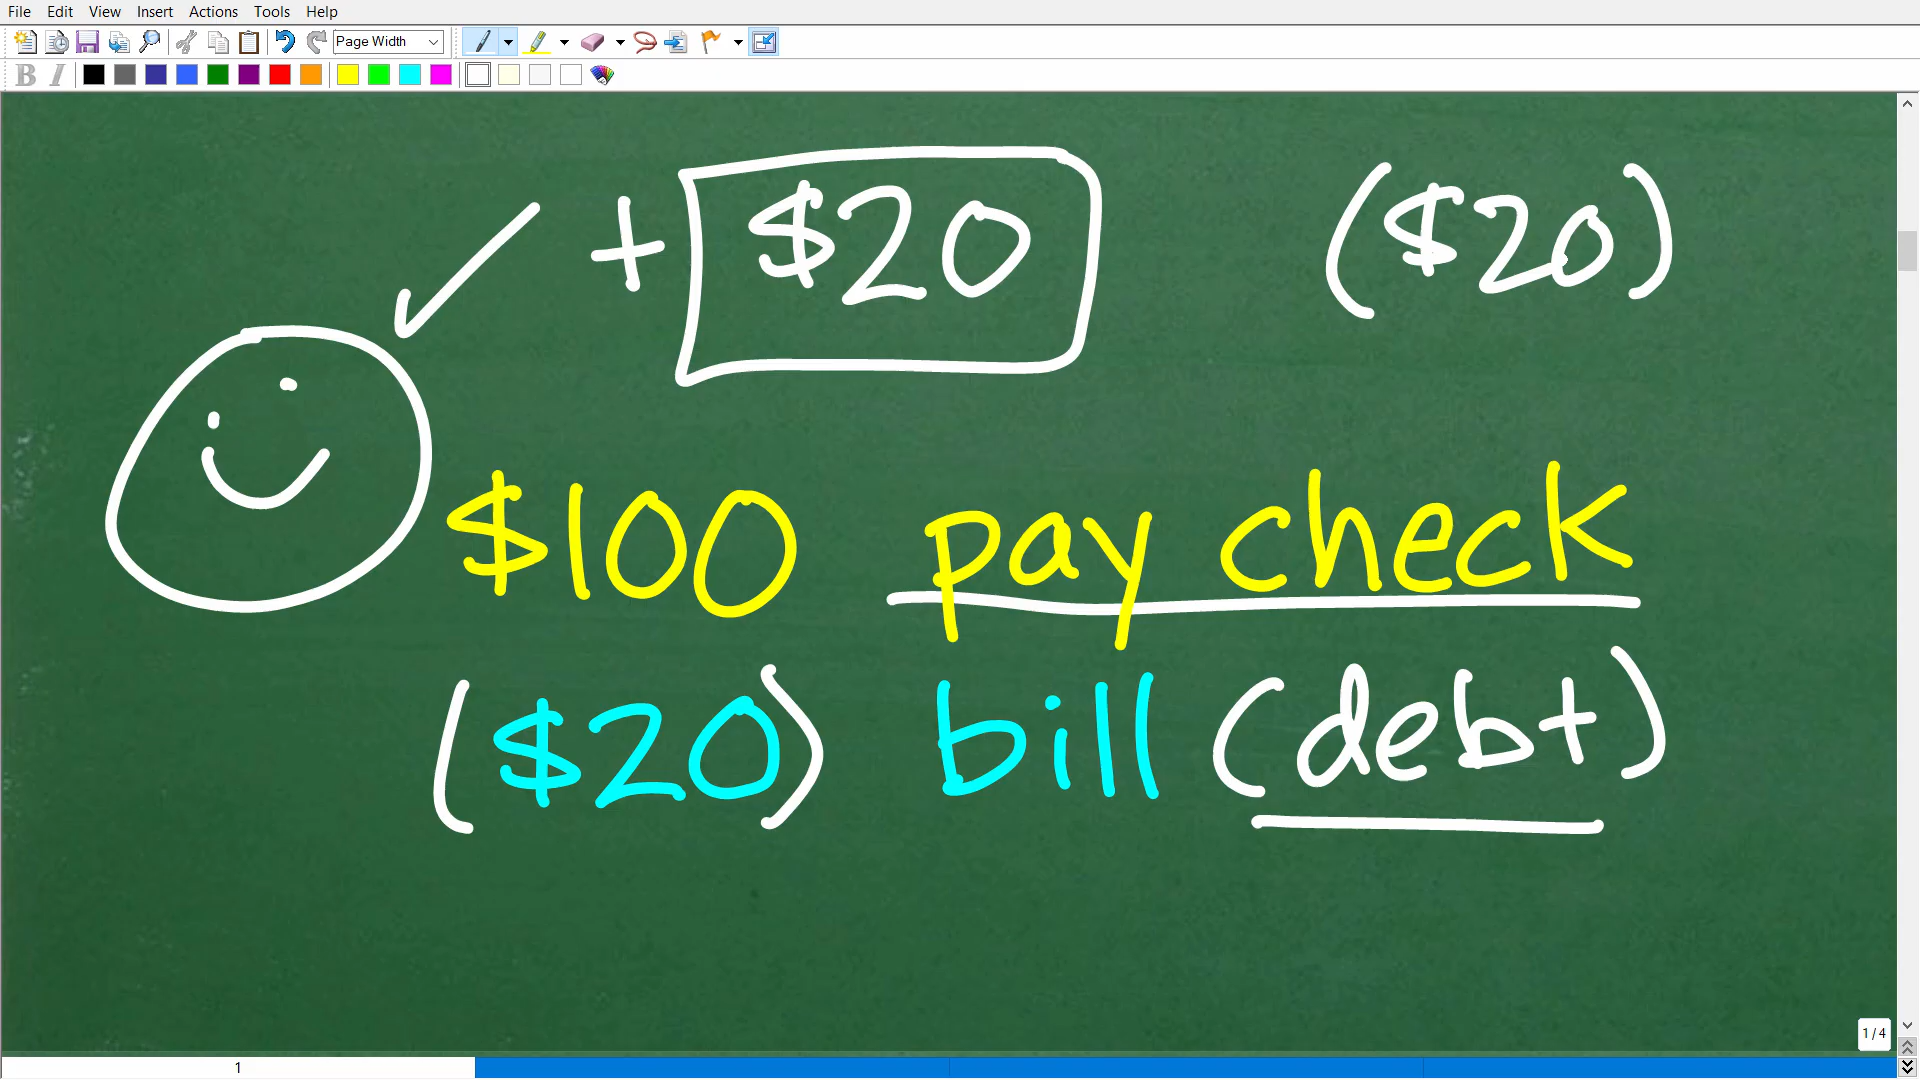 File Edit View Insert Actions Tools Help
Page Width
B I
+ $20 ($20)
$100 pay check
($20) bill (debt)
1 / 4
1